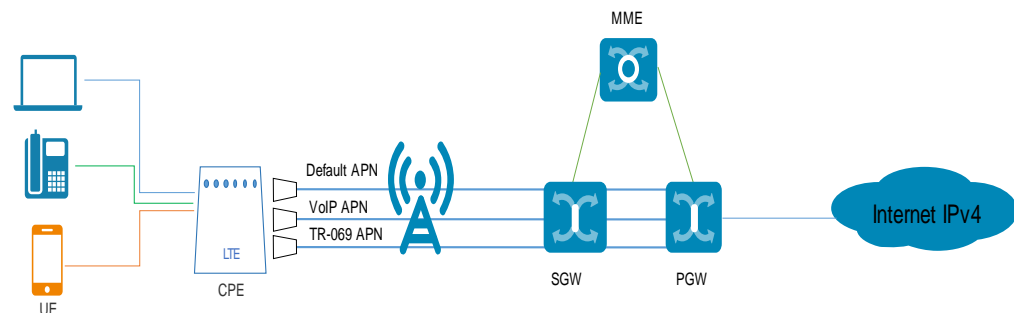 MME
Default APN
VoIP APN
TR-069 APN
LTE
CPE
UE
SGW
PGW
Internet IPv4